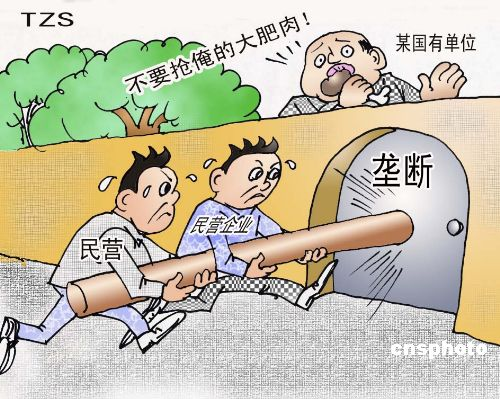 TZS
某国有单位
不要抢俺的大肥肉!
垄断
民营企业
民营
cnsphoto